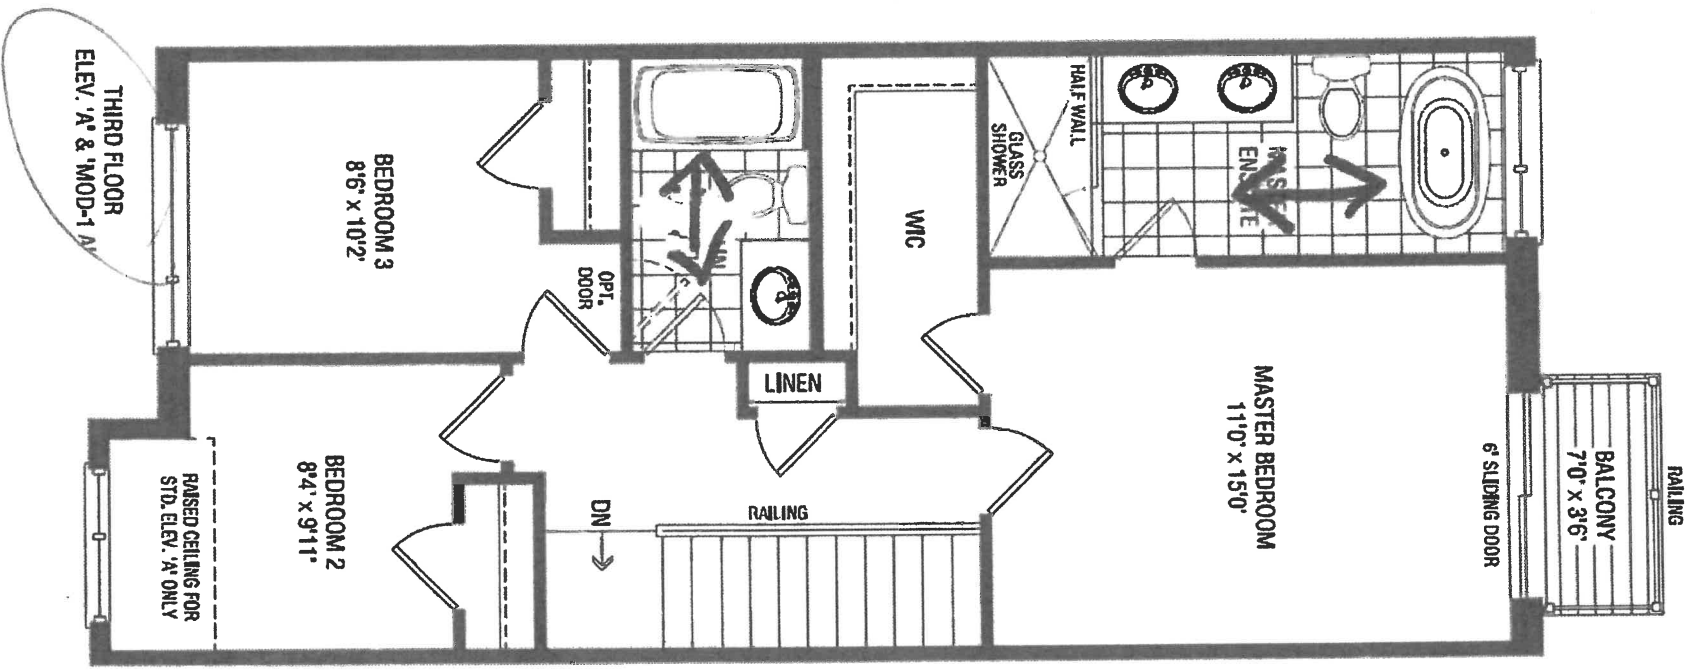 THIRD FLOOR
ELEV. 'A' & 'MOD-1
BEDROOM 3
8'6" x 10'2"
OPT.
DOOR
WIC
GLASS
SHOWER
HALF WALL
LINEN
MASTER BEDROOM
11'0" x 15'0"
6' SLIDING DOOR
BALCONY
7'0" x 3'6"
RAILING
BEDROOM 2
8'4" x 9'11"
RAISED CEILING FOR
STD. ELEV. 'A' ONLY
DN
RAILING